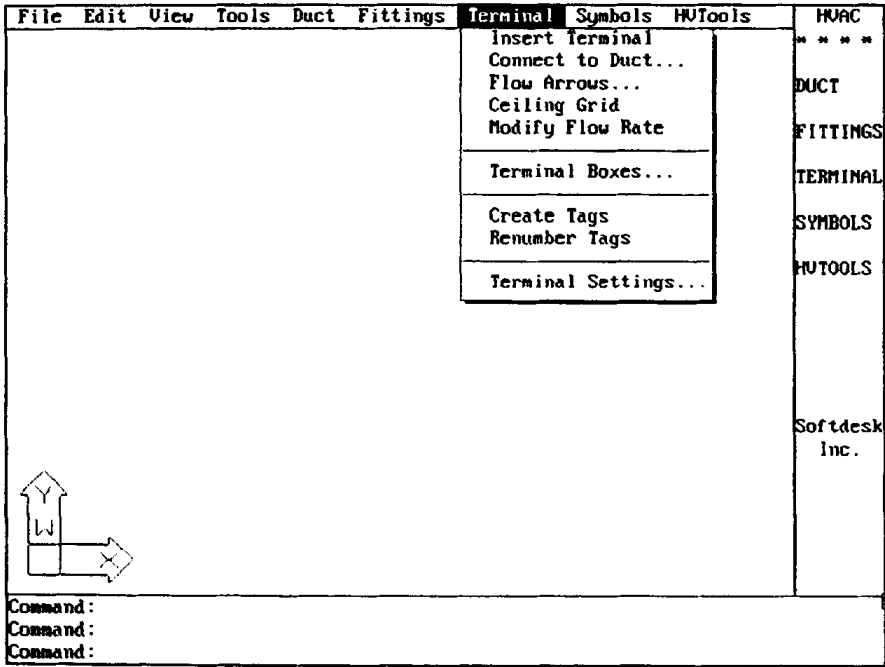 File Edit View Tools Duct Fittings Terminal Symbols HVTools
Insert Terminal
Connect to Duct...
Flow Arrows...
Ceiling Grid
Modify Flow Rate
Terminal Boxes...
Create Tags
Renumber Tags
Terminal Settings...
HVAC
* * * *
DUCT
FITTINGS
TERMINAL
SYMBOLS
HVTOOLS
Softdesk
Inc.
Y
W
X
Command:
Command:
Command: